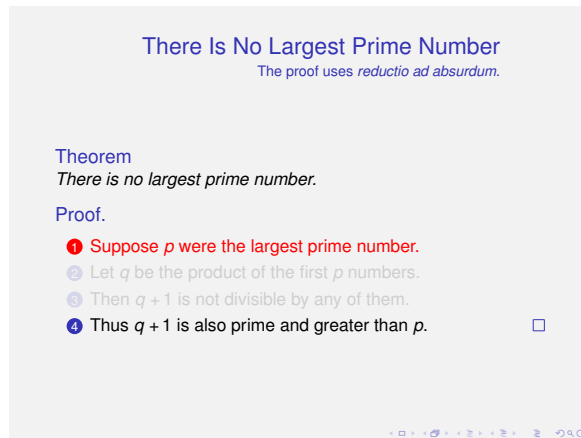 There Is No Largest Prime Number
The proof uses reductio ad absurdum.
Theorem
There is no largest prime number.
Proof.
1 Suppose p were the largest prime number.
2 Let q be the product of the first p numbers.
3 Then q + 1 is not divisible by any of them.
4 Thus q + 1 is also prime and greater than p.